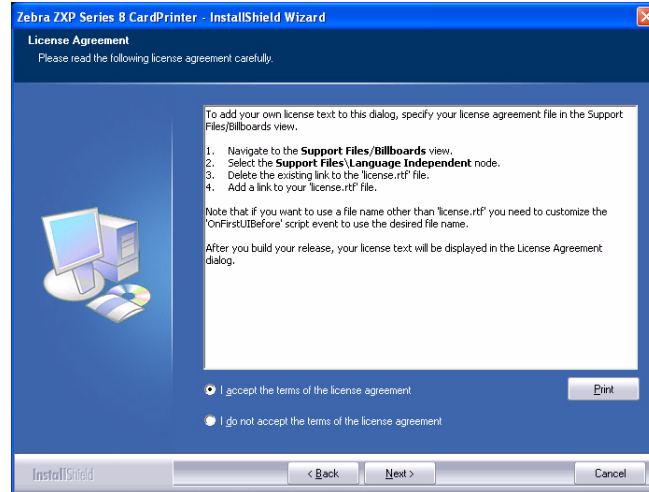 Zebra ZXP Series 8 CardPrinter - InstallShield Wizard
License Agreement
Please read the following license agreement carefully.
To add your own license text to this dialog, specify your license agreement file in the Support
Files/Billboards view.
1. Navigate to the Support Files/Billboards view.
2. Select the Support Files\Language Independent node.
3. Delete the existing link to the 'license.rtf' file.
4. Add a link to your 'license.rtf' file.
Note that if you want to use a file name other than 'license.rtf' you need to customize the
'OnFirstUIBefore' script event to use the desired file name.
After you build your release, your license text will be displayed in the License Agreement
dialog.
I accept the terms of the license agreement
Print
I do not accept the terms of the license agreement
InstallShield
< Back
Next >
Cancel